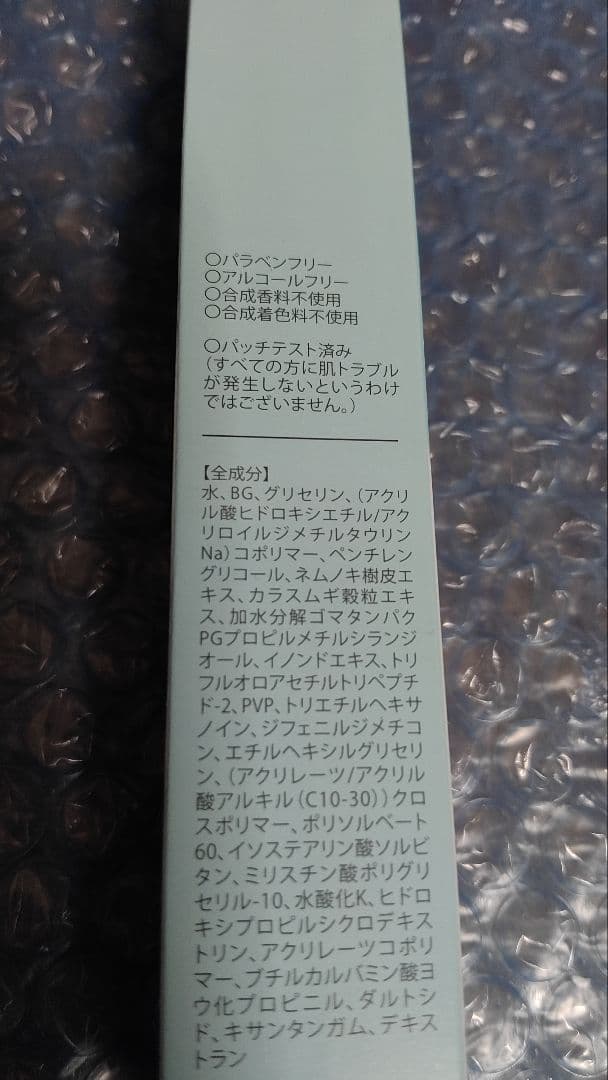 ○パラベンフリー
○アルコールフリー
○合成香料不使用
○合成着色料不使用
○パッチテスト済み
(すべての方に肌トラブル
が発生しないというわけ
ではございません。)
【全成分】
水、BG、グリセリン、(アクリ
ル酸ヒドロキシエチル/アク
リロイルジメチルタウリン
Na)コポリマー、ペンチレン
グリコール、ネムノキ樹皮エ
キス、カラスムギ穀粒エキ
ス、加水分解ゴマタンパク
PGプロピルメチルシランジ
オール、イノンドエキス、トリ
フルオロアセチルトリペプチ
ド-2、PVP、トリエチルヘキサ
ノイン、ジフェニルジメチコ
ン、エチルヘキシルグリセリ
ン、(アクリレーツ/アクリル
酸アルキル(C10-30))クロ
スポリマー、ポリソルベート
60、イソステアリン酸ソルビ
タン、ミリスチン酸ポリグリ
セリル-10、水酸化K、ヒドロ
キシプロピルシクロデキス
トリン、アクリレーツコポリ
マー、ブチルカルバミン酸ヨ
ウ化プロピニル、ダルトシ
ド、キサンタンガム、デキス
トラン